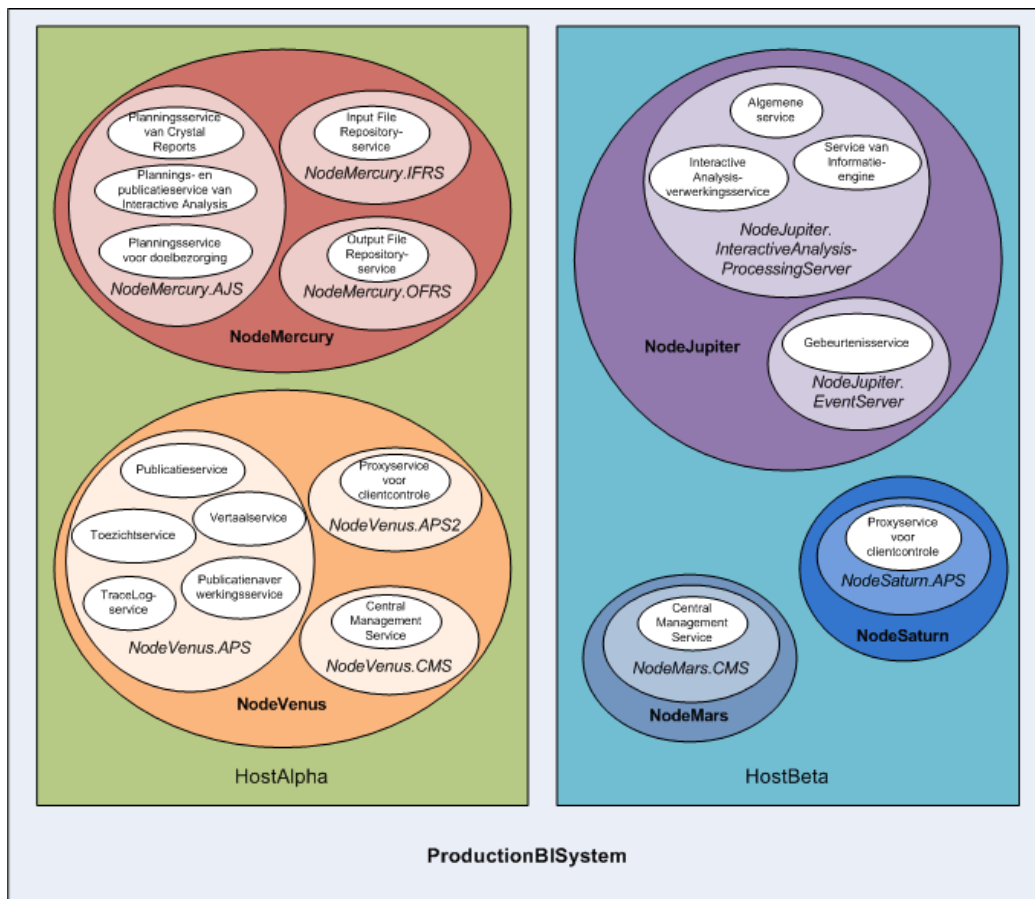 Planningsservice
van Crystal
Reports
Plannings- en
publicatieservice van
Interactive Analysis
Planningsservice
voor doelbezorging
NodeMercury.AJS
Input File
Repository-
service
NodeMercury.IFRS
Output File
Repository-
service
NodeMercury.OFRS
NodeMercury
Publicatieservice
Vertaalservice
Toezichtservice
Publicatienaver
werkingsservice
TraceLog-
service
NodeVenus.APS
Proxyservice
voor
clientcontrole
NodeVenus.APS2
Central
Management
Service
NodeVenus.CMS
NodeVenus
HostAlpha
Algemene
service
Service van
Informatie-
engine
Interactive
Analysis-
verwerkingsservice
NodeJupiter.
InteractiveAnalysis-
ProcessingServer
NodeJupiter
Gebeurtenisservice
NodeJupiter.
EventServer
Proxyservice
voor
clientcontrole
NodeSaturn.APS
NodeSaturn
Central
Management
Service
NodeMars.CMS
NodeMars
HostBeta
ProductionBISystem